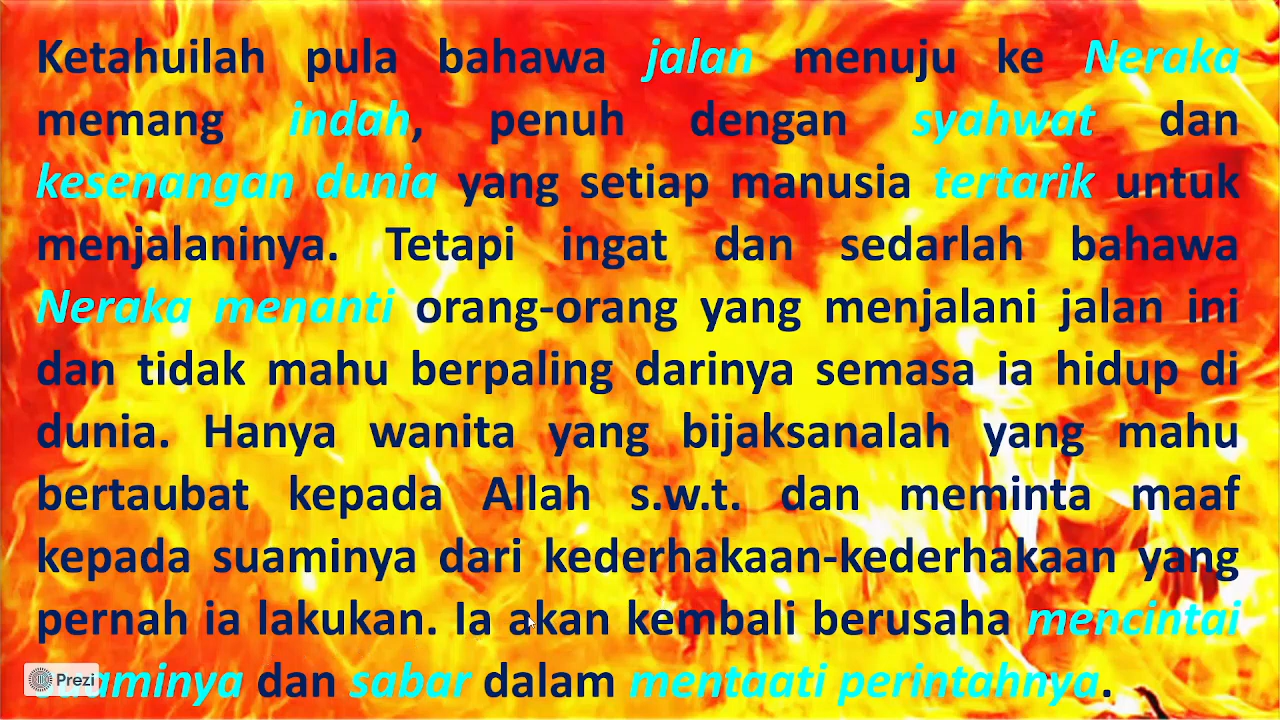 Ketahuilah pula bahawa jalan menuju ke Neraka
memang indah, penuh dengan syahwat dan
kesenangan dunia yang setiap manusia tertarik untuk
menjalaninya. Tetapi ingat dan sedarlah bahawa
Neraka menanti orang-orang yang menjalani jalan ini
dan tidak mahu berpaling darinya semasa ia hidup di
dunia. Hanya wanita yang bijaksanalah yang mahu
bertaubat kepada Allah s.w.t. dan meminta maaf
kepada suaminya dari kederhakaan-kederhakaan yang
pernah ia lakukan. Ia akan kembali berusaha mencintai
suaminya dan sabar dalam mentaati perintahnya.
Prezi